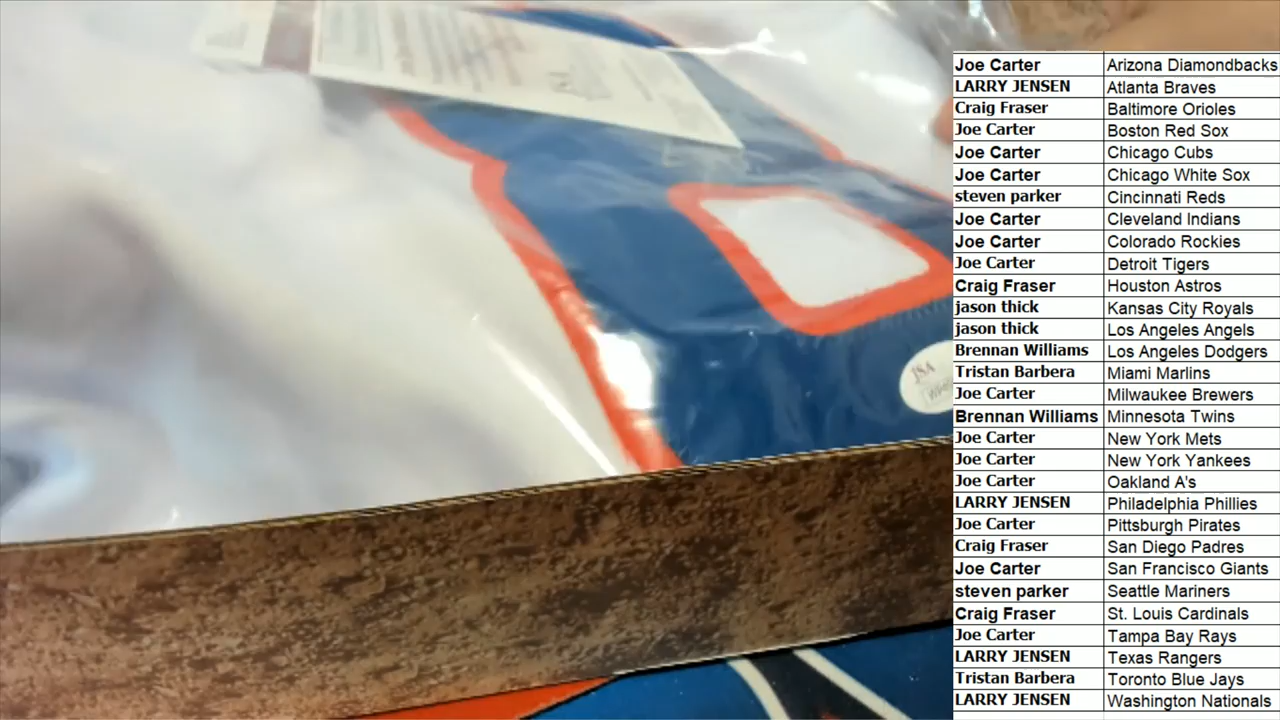 Joe Carter Arizona Diamondbacks
LARRY JENSEN Atlanta Braves
Craig Fraser Baltimore Orioles
Joe Carter Boston Red Sox
Joe Carter Chicago Cubs
Joe Carter Chicago White Sox
steven parker Cincinnati Reds
Joe Carter Cleveland Indians
Joe Carter Colorado Rockies
Joe Carter Detroit Tigers
Craig Fraser Houston Astros
jason thick Kansas City Royals
jason thick Los Angeles Angels
Brennan Williams Los Angeles Dodgers
Tristan Barbera Miami Marlins
Joe Carter Milwaukee Brewers
Brennan Williams Minnesota Twins
Joe Carter New York Mets
Joe Carter New York Yankees
Joe Carter Oakland A's
LARRY JENSEN Philadelphia Phillies
Joe Carter Pittsburgh Pirates
Craig Fraser San Diego Padres
Joe Carter San Francisco Giants
steven parker Seattle Mariners
Craig Fraser St. Louis Cardinals
Joe Carter Tampa Bay Rays
LARRY JENSEN Texas Rangers
Tristan Barbera Toronto Blue Jays
LARRY JENSEN Washington Nationals
JSA